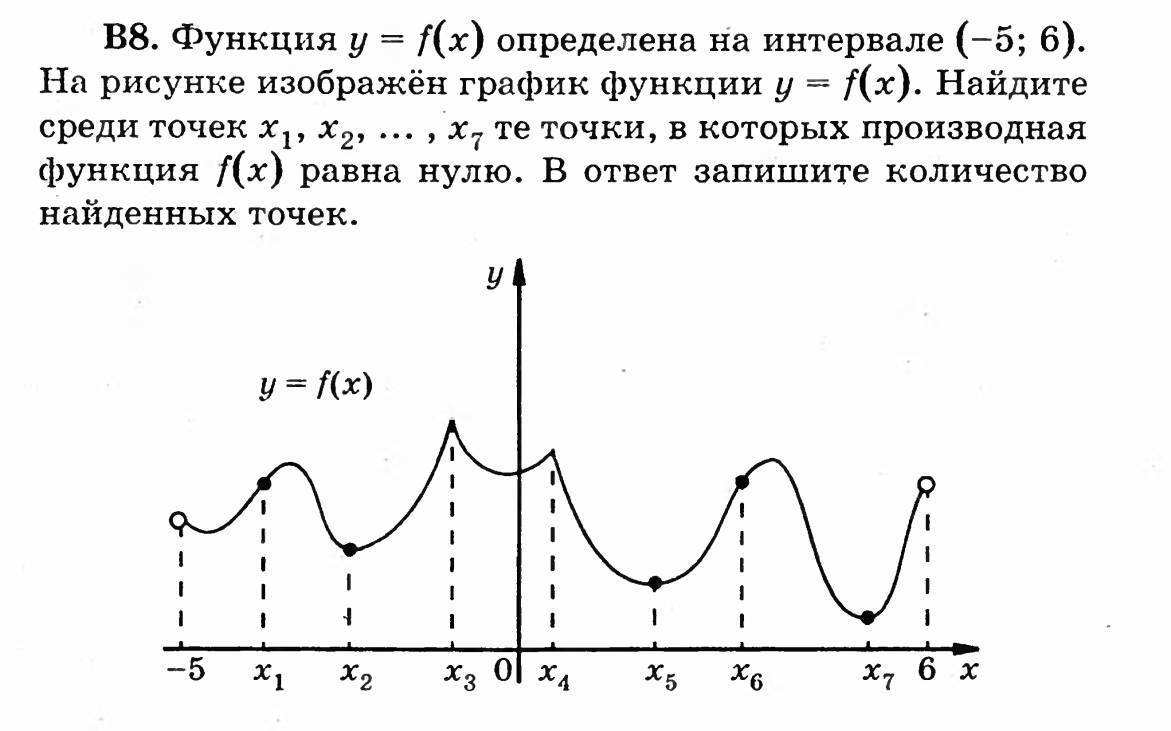 В8. Функция y = f(x) определена на интервале (−5; 6).
На рисунке изображён график функции y = f(x). Найдите
среди точек x₁, x₂, ... , x₇ те точки, в которых производная
функция f(x) равна нулю. В ответ запишите количество
найденных точек.
y
y = f(x)
−5 x₁ x₂ x₃ 0 x₄ x₅ x₆ x₇ 6 x